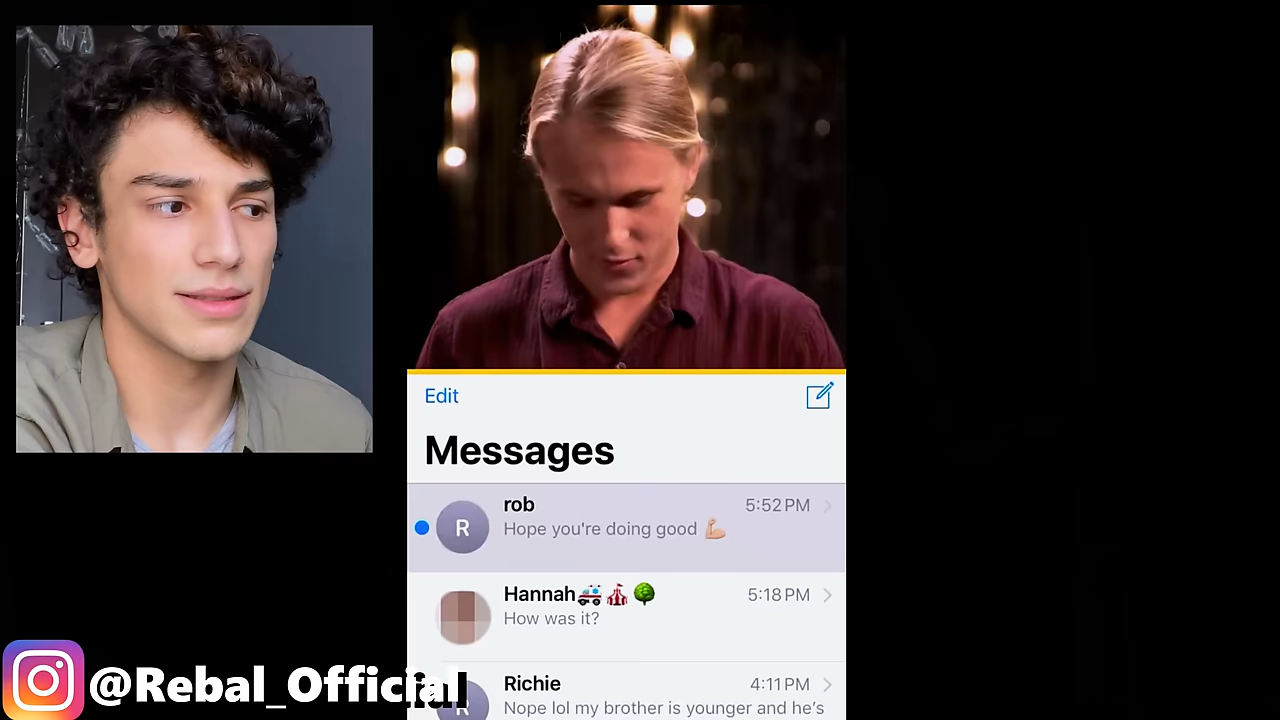 Edit
Messages
rob
5:52 PM
R
Hope you're doing good 💪🏼
Hannah🚑🎪🌳
5:18 PM
How was it?
Richie
4:11 PM
R
Nope lol my brother is younger and he's
@Rebal_Official